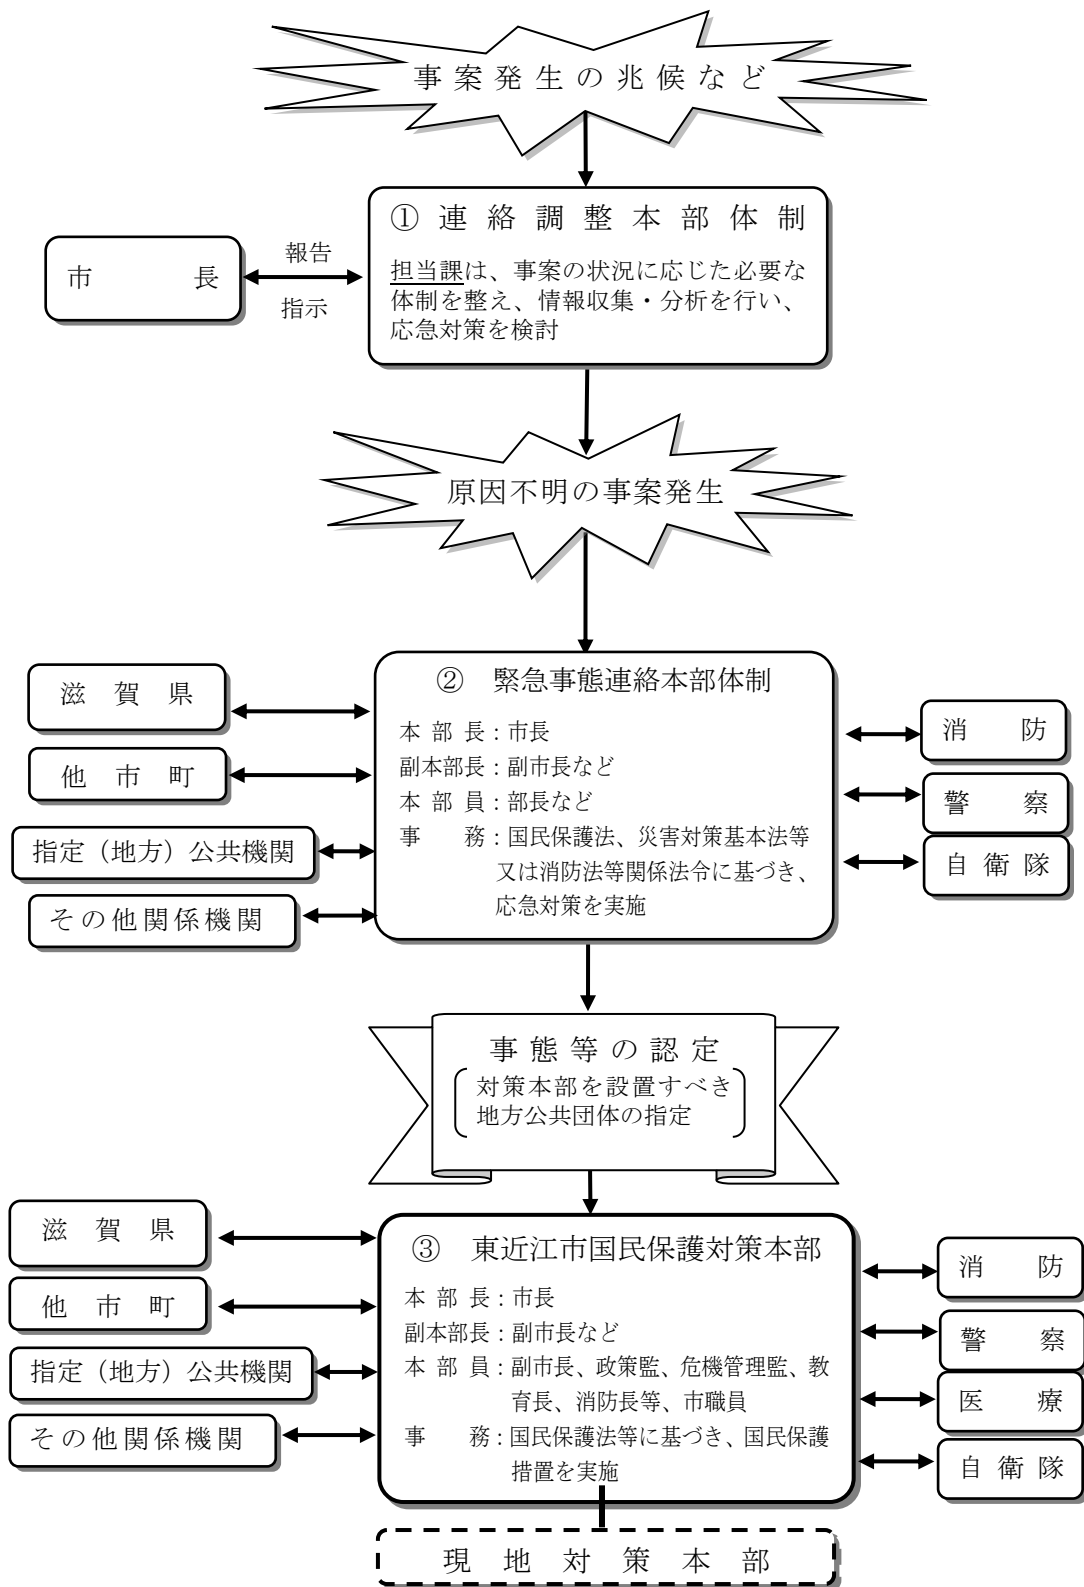 事案発生の兆候など
①連絡調整本部体制
担当課は、事案の状況に応じた必要な
体制を整え、情報収集・分析を行い、
応急対策を検討
市長
報告
指示
原因不明の事案発生
② 緊急事態連絡本部体制
本部長：市長
副本部長：副市長など
本部員：部長など
事務：国民保護法、災害対策基本法等
又は消防法等関係法令に基づき、
応急対策を実施
滋賀県
他市町
指定（地方）公共機関
その他関係機関
消防
警察
自衛隊
事態等の認定
対策本部を設置すべき
地方公共団体の指定
③ 東近江市国民保護対策本部
本部長：市長
副本部長：副市長など
本部員：副市長、政策監、危機管理監、教
育長、消防長等、市職員
事務：国民保護法等に基づき、国民保護
措置を実施
滋賀県
他市町
指定（地方）公共機関
その他関係機関
消防
警察
医療
自衛隊
現地対策本部